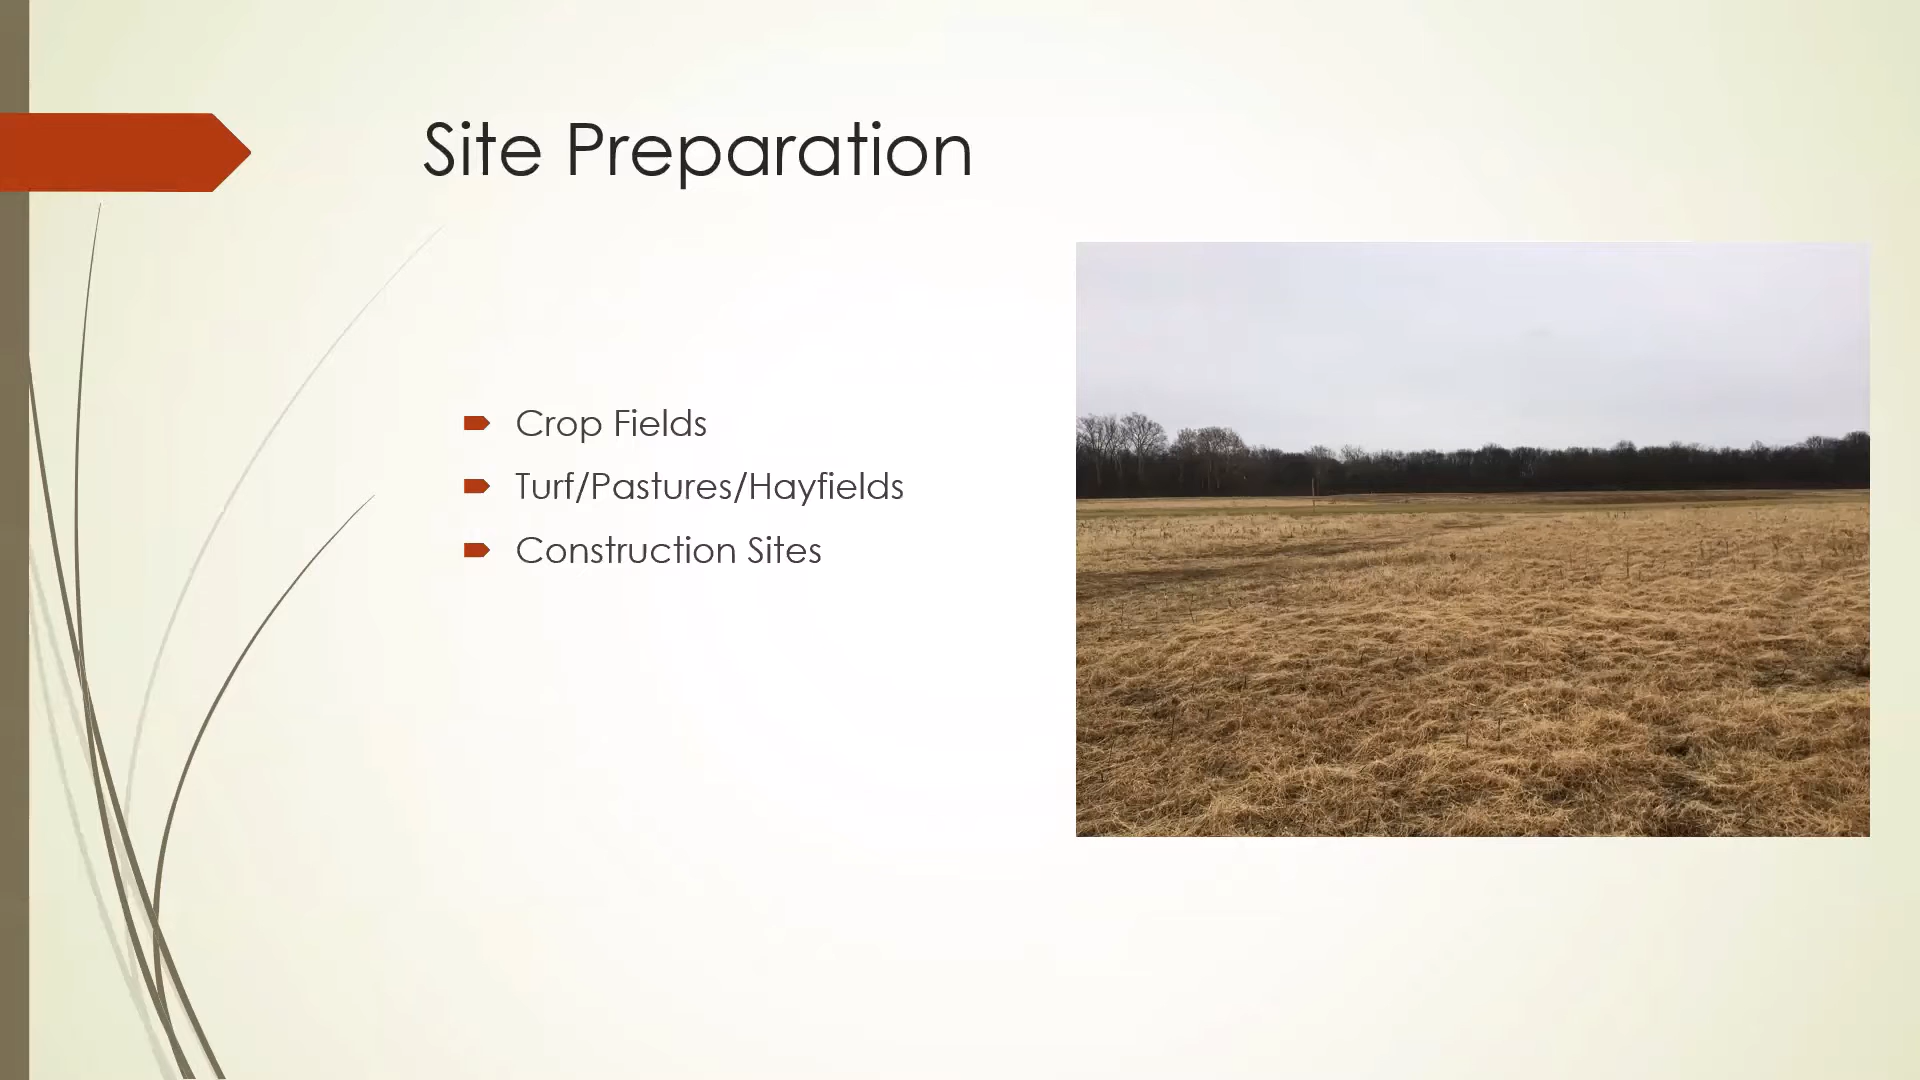 Site Preparation
Crop Fields
Turf/Pastures/Hayfields
Construction Sites